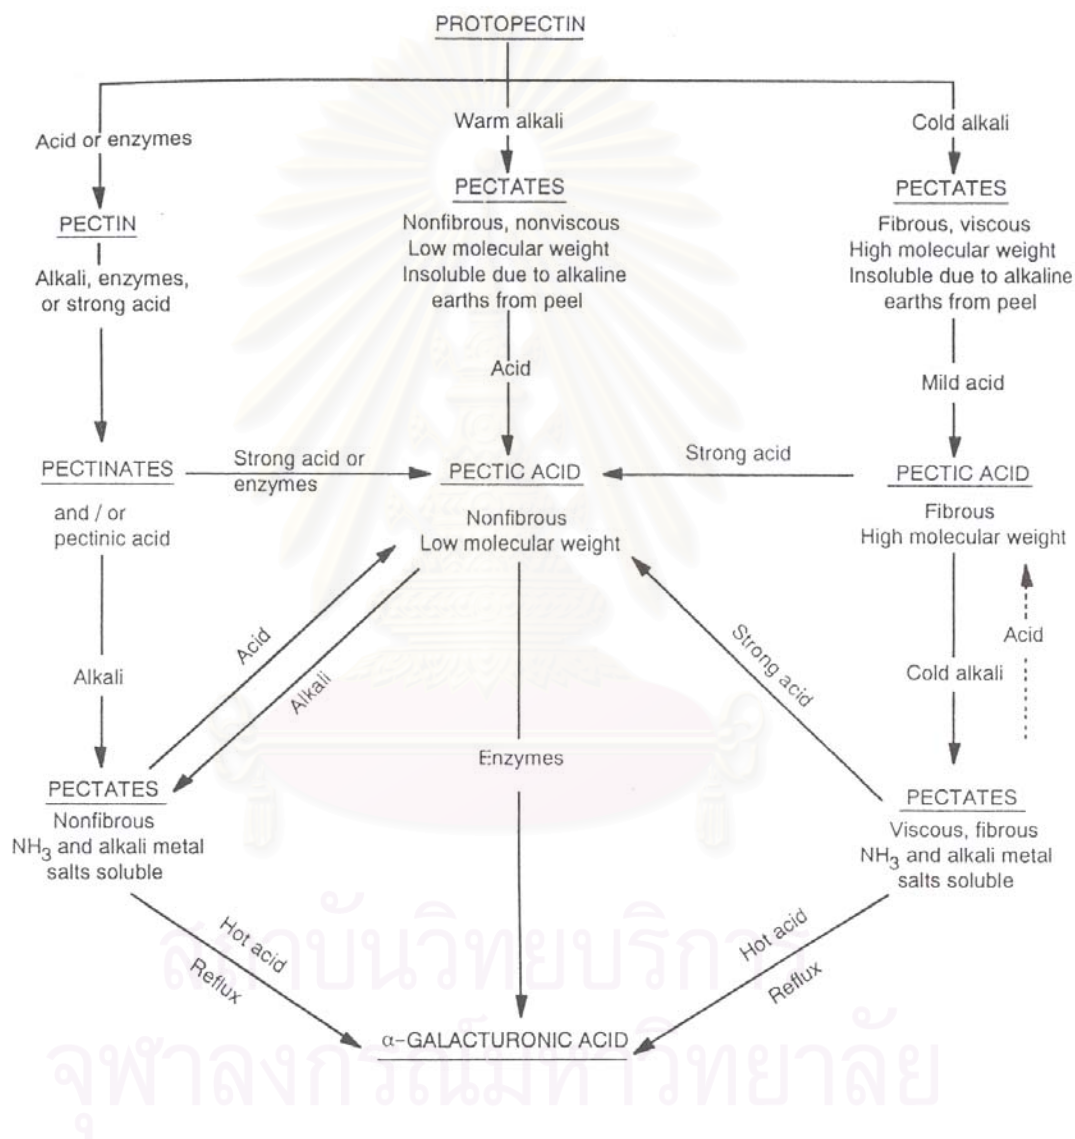 PROTOPECTIN
Acid or enzymes
Warm alkali
Cold alkali
PECTIN
Alkali, enzymes,
or strong acid
PECTATES
Nonfibrous, nonviscous
Low molecular weight
Insoluble due to alkaline
earths from peel
PECTATES
Fibrous, viscous
High molecular weight
Insoluble due to alkaline
earths from peel
Acid
Mild acid
PECTINATES
and / or
pectinic acid
Strong acid or
enzymes
PECTIC ACID
Nonfibrous
Low molecular weight
Strong acid
PECTIC ACID
Fibrous
High molecular weight
Alkali
Acid
Alkali
Enzymes
Strong acid
Cold alkali
Acid
PECTATES
Nonfibrous
NH₃ and alkali metal
salts soluble
PECTATES
Viscous, fibrous
NH₃ and alkali metal
salts soluble
Hot acid
Reflux
Hot acid
Reflux
α-GALACTURONIC ACID
สถาบันวิทยบริการ
จุฬาลงกรณ์มหาวิทยาลัย